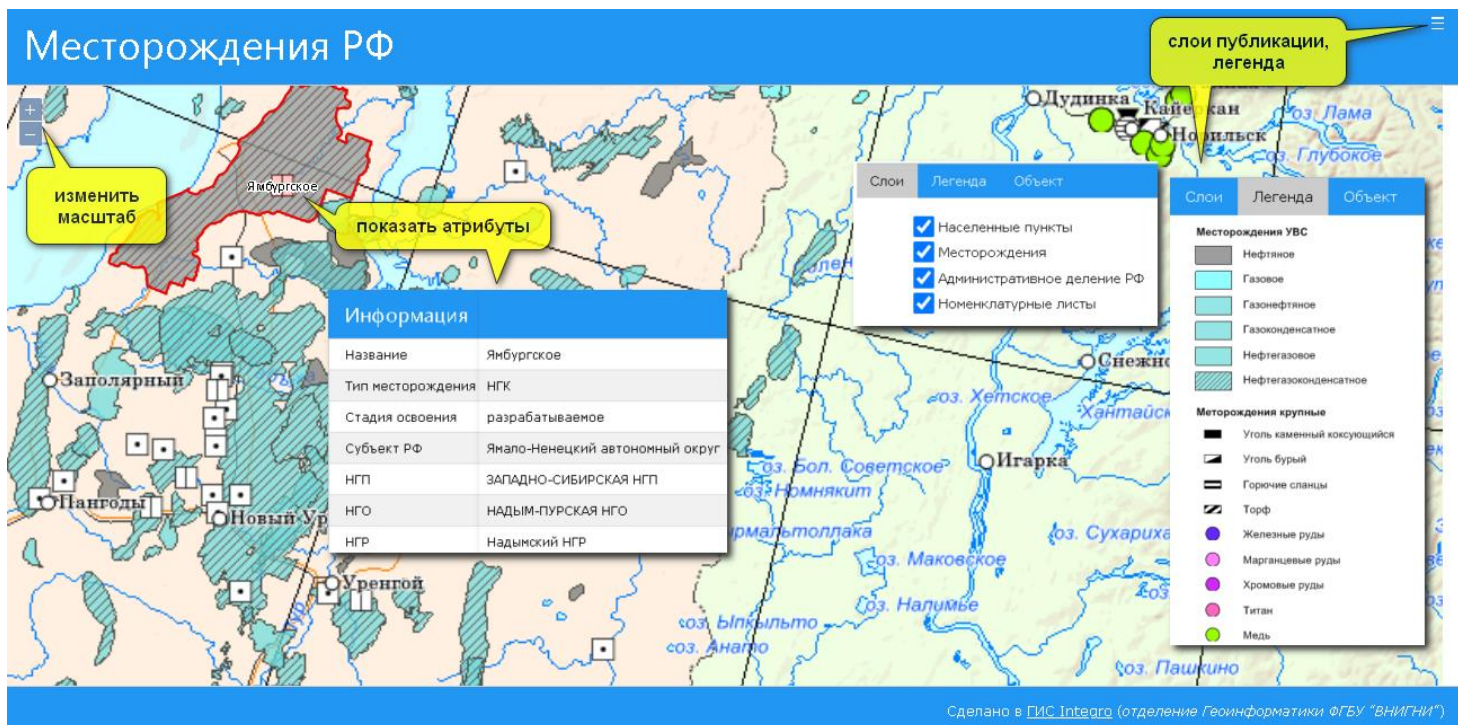 Месторождения РФ
☰
слои публикации,
легенда
+
−
изменить
масштаб
Ямбургское
показать атрибуты
Дудинка
Кайеркан
Норильск
оз. Лама
оз. Глубокое
Слои Легенда Объект
Населенные пункты
Месторождения
Административное деление РФ
Номенклатурные листы
Слои Легенда Объект
Месторождения УВС
Нефтяное
Газовое
Газонефтяное
Газоконденсатное
Нефтегазовое
Нефтегазоконденсатное
Меторождения крупные
Уголь каменный коксующийся
Уголь бурый
Горючие сланцы
Торф
Железные руды
Марганцевые руды
Хромовые руды
Титан
Медь
Информация
Название Ямбургское
Тип месторождения НГК
Стадия освоения разрабатываемое
Субъект РФ Ямало-Ненецкий автономный округ
НГП ЗАПАДНО-СИБИРСКАЯ НГП
НГО НАДЫМ-ПУРСКАЯ НГО
НГР Надымский НГР
Заполярный
Пангоды
Новый Ур
Уренгой
Снежно
оз. Хетское
Хантайск
оз. Бол. Советское
Игарка
оз. Номнякит
рмальтоллака
оз. Сухариха
оз. Маковское
оз. Налимье
оз. Ыпкыльто
оз. Анато
оз. Пашкино
Сделано в ГИС Integro (отделение Геоинформатики ФГБУ "ВНИГНИ")